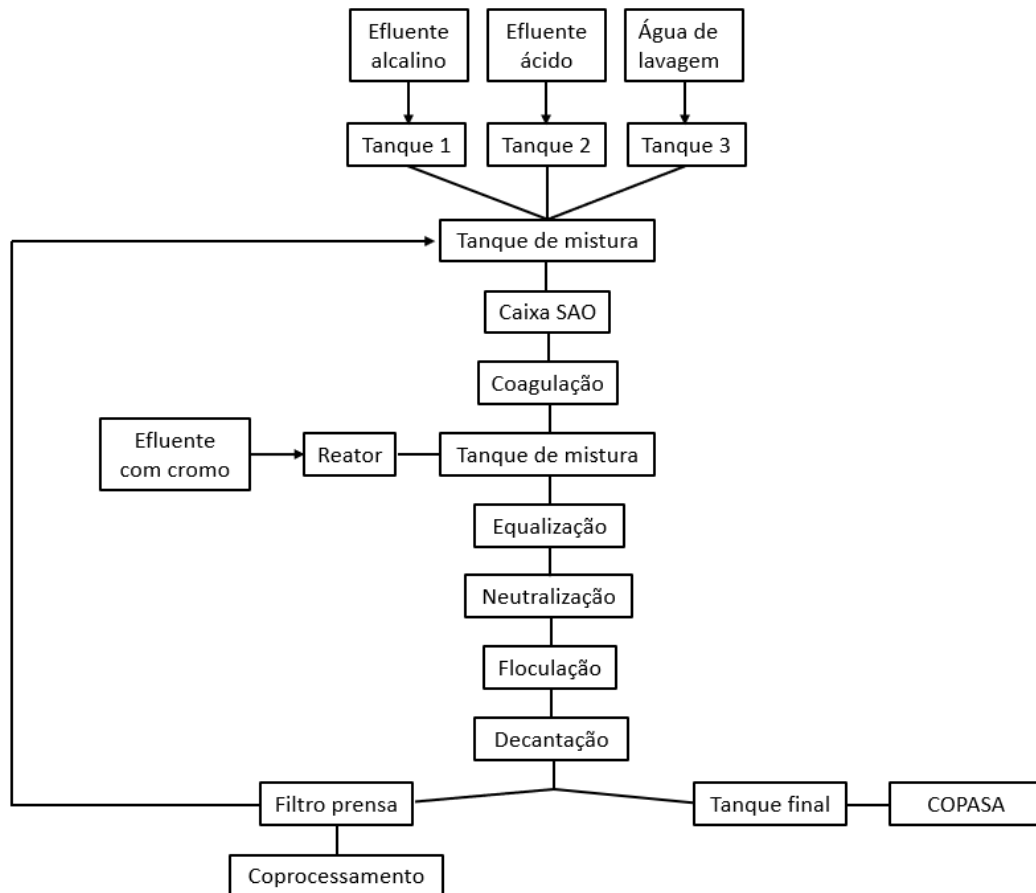 Efluente
alcalino
Efluente
ácido
Água de
lavagem
Tanque 1
Tanque 2
Tanque 3
Tanque de mistura
Caixa SAO
Coagulação
Efluente
com cromo
Reator
Tanque de mistura
Equalização
Neutralização
Floculação
Decantação
Filtro prensa
Tanque final
COPASA
Coprocessamento